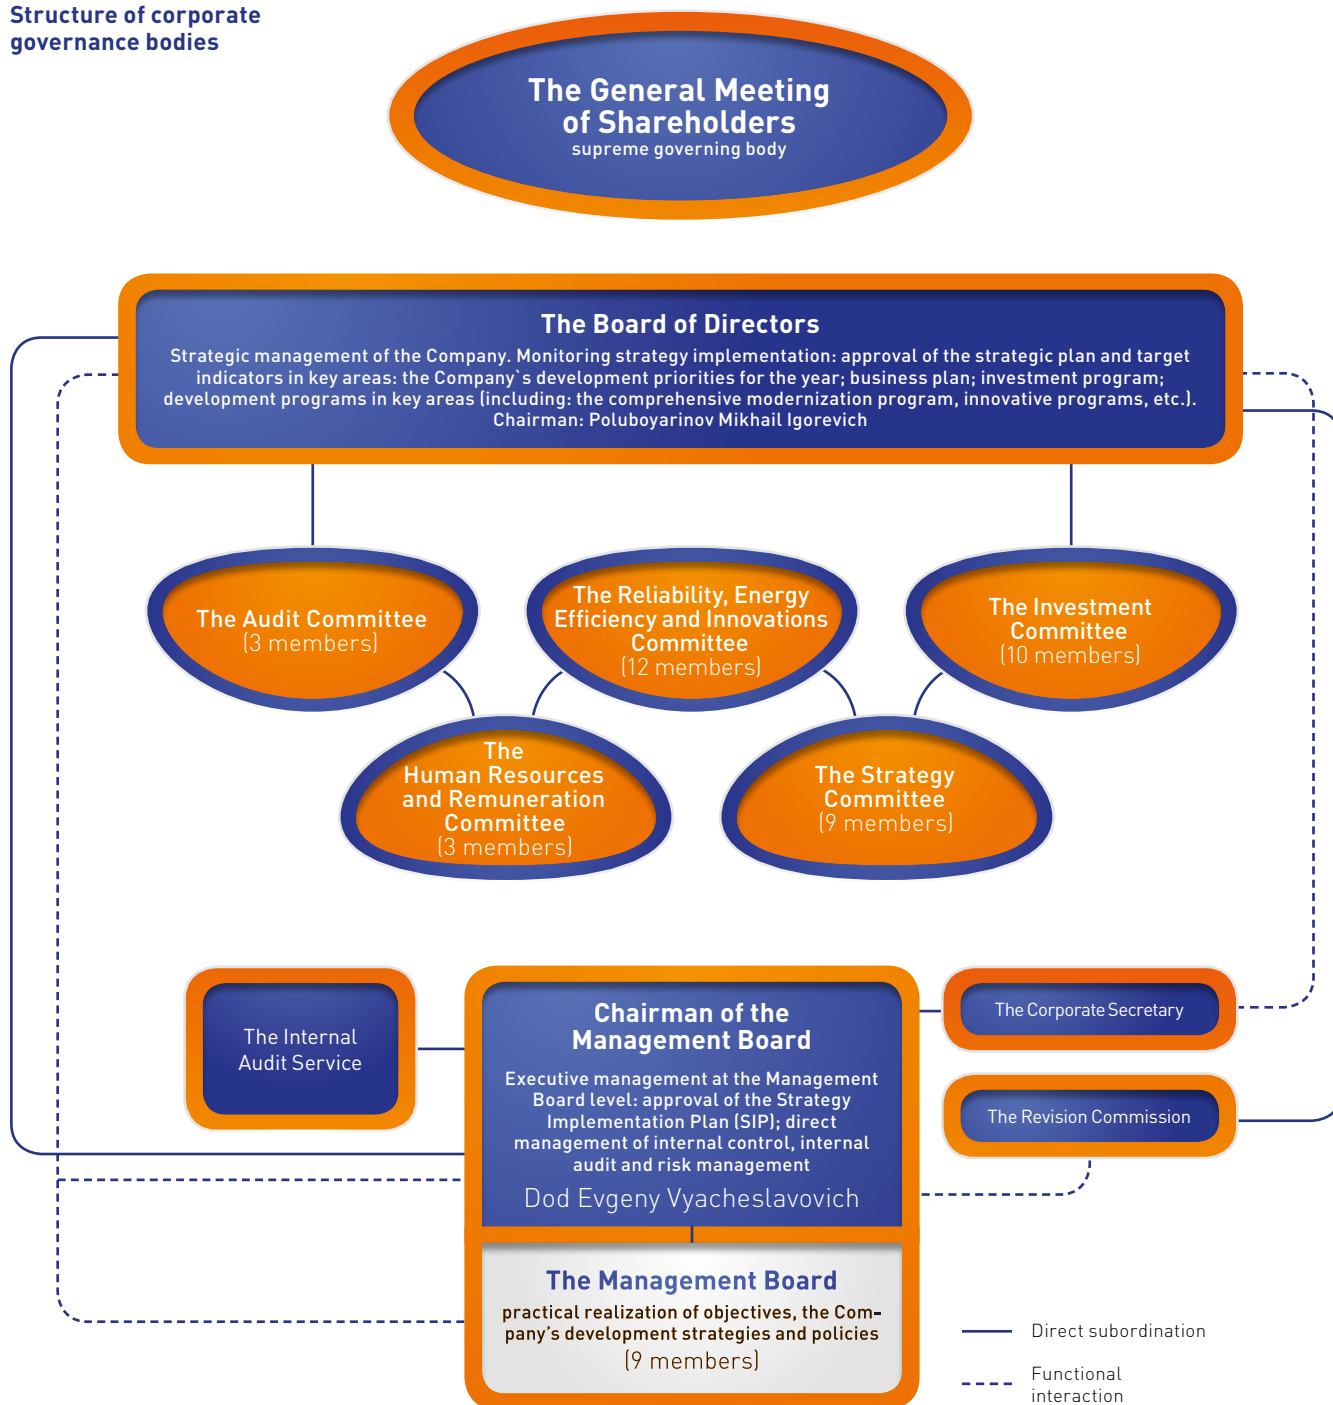 Structure of corporate
governance bodies
The General Meeting
of Shareholders
supreme governing body
The Board of Directors
Strategic management of the Company. Monitoring strategy implementation: approval of the strategic plan and target
indicators in key areas: the Company`s development priorities for the year; business plan; investment program;
development programs in key areas (including: the comprehensive modernization program, innovative programs, etc.).
Chairman: Poluboyarinov Mikhail Igorevich
The Audit Committee
(3 members)
The Reliability, Energy
Efficiency and Innovations
Committee
(12 members)
The Investment
Committee
(10 members)
The
Human Resources
and Remuneration
Committee
(3 members)
The Strategy
Committee
(9 members)
The Internal
Audit Service
Chairman of the
Management Board
Executive management at the Management
Board level: approval of the Strategy
Implementation Plan (SIP); direct
management of internal control, internal
audit and risk management
Dod Evgeny Vyacheslavovich
The Corporate Secretary
The Revision Commission
The Management Board
practical realization of objectives, the Com-
pany's development strategies and policies
(9 members)
Direct subordination
Functional
interaction